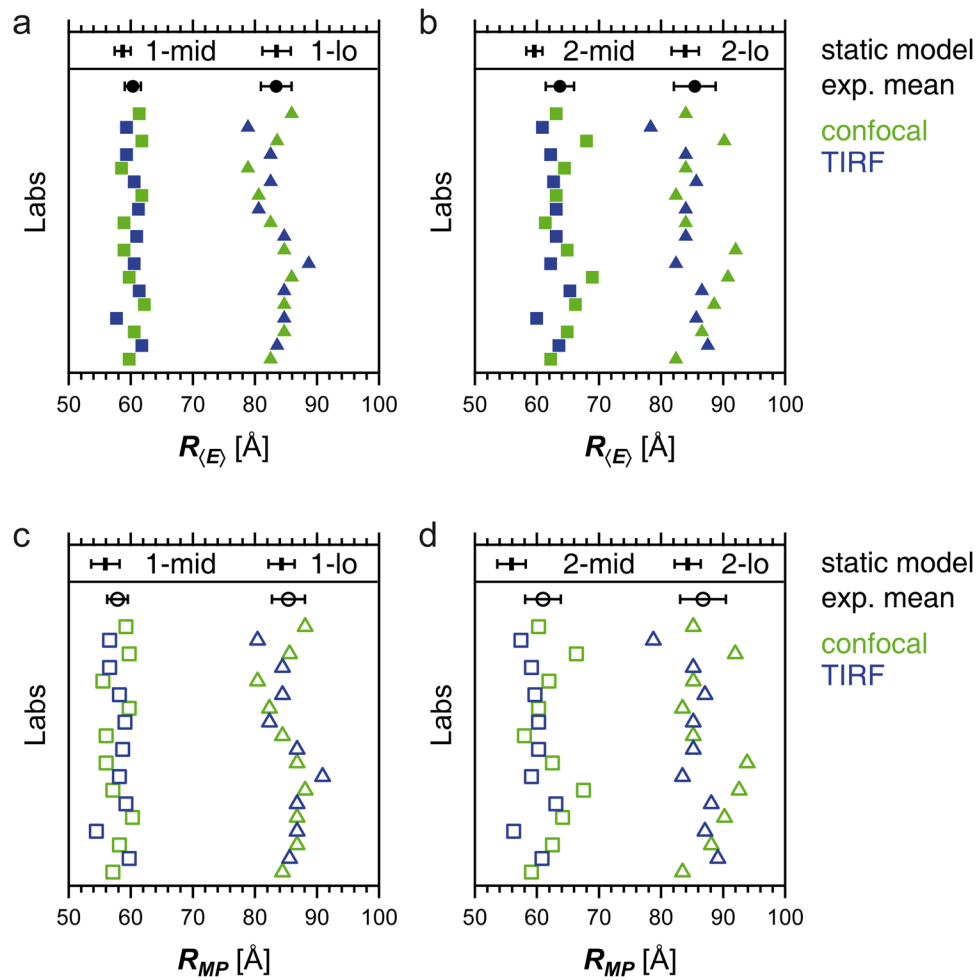 a
b
1-mid 1-lo
2-mid 2-lo
static model
exp. mean
confocal
TIRF
Labs
Labs
50 60 70 80 90 100
50 60 70 80 90 100
R⟨E⟩ [Å]
R⟨E⟩ [Å]
c
d
1-mid 1-lo
2-mid 2-lo
static model
exp. mean
confocal
TIRF
Labs
Labs
50 60 70 80 90 100
50 60 70 80 90 100
RMP [Å]
RMP [Å]